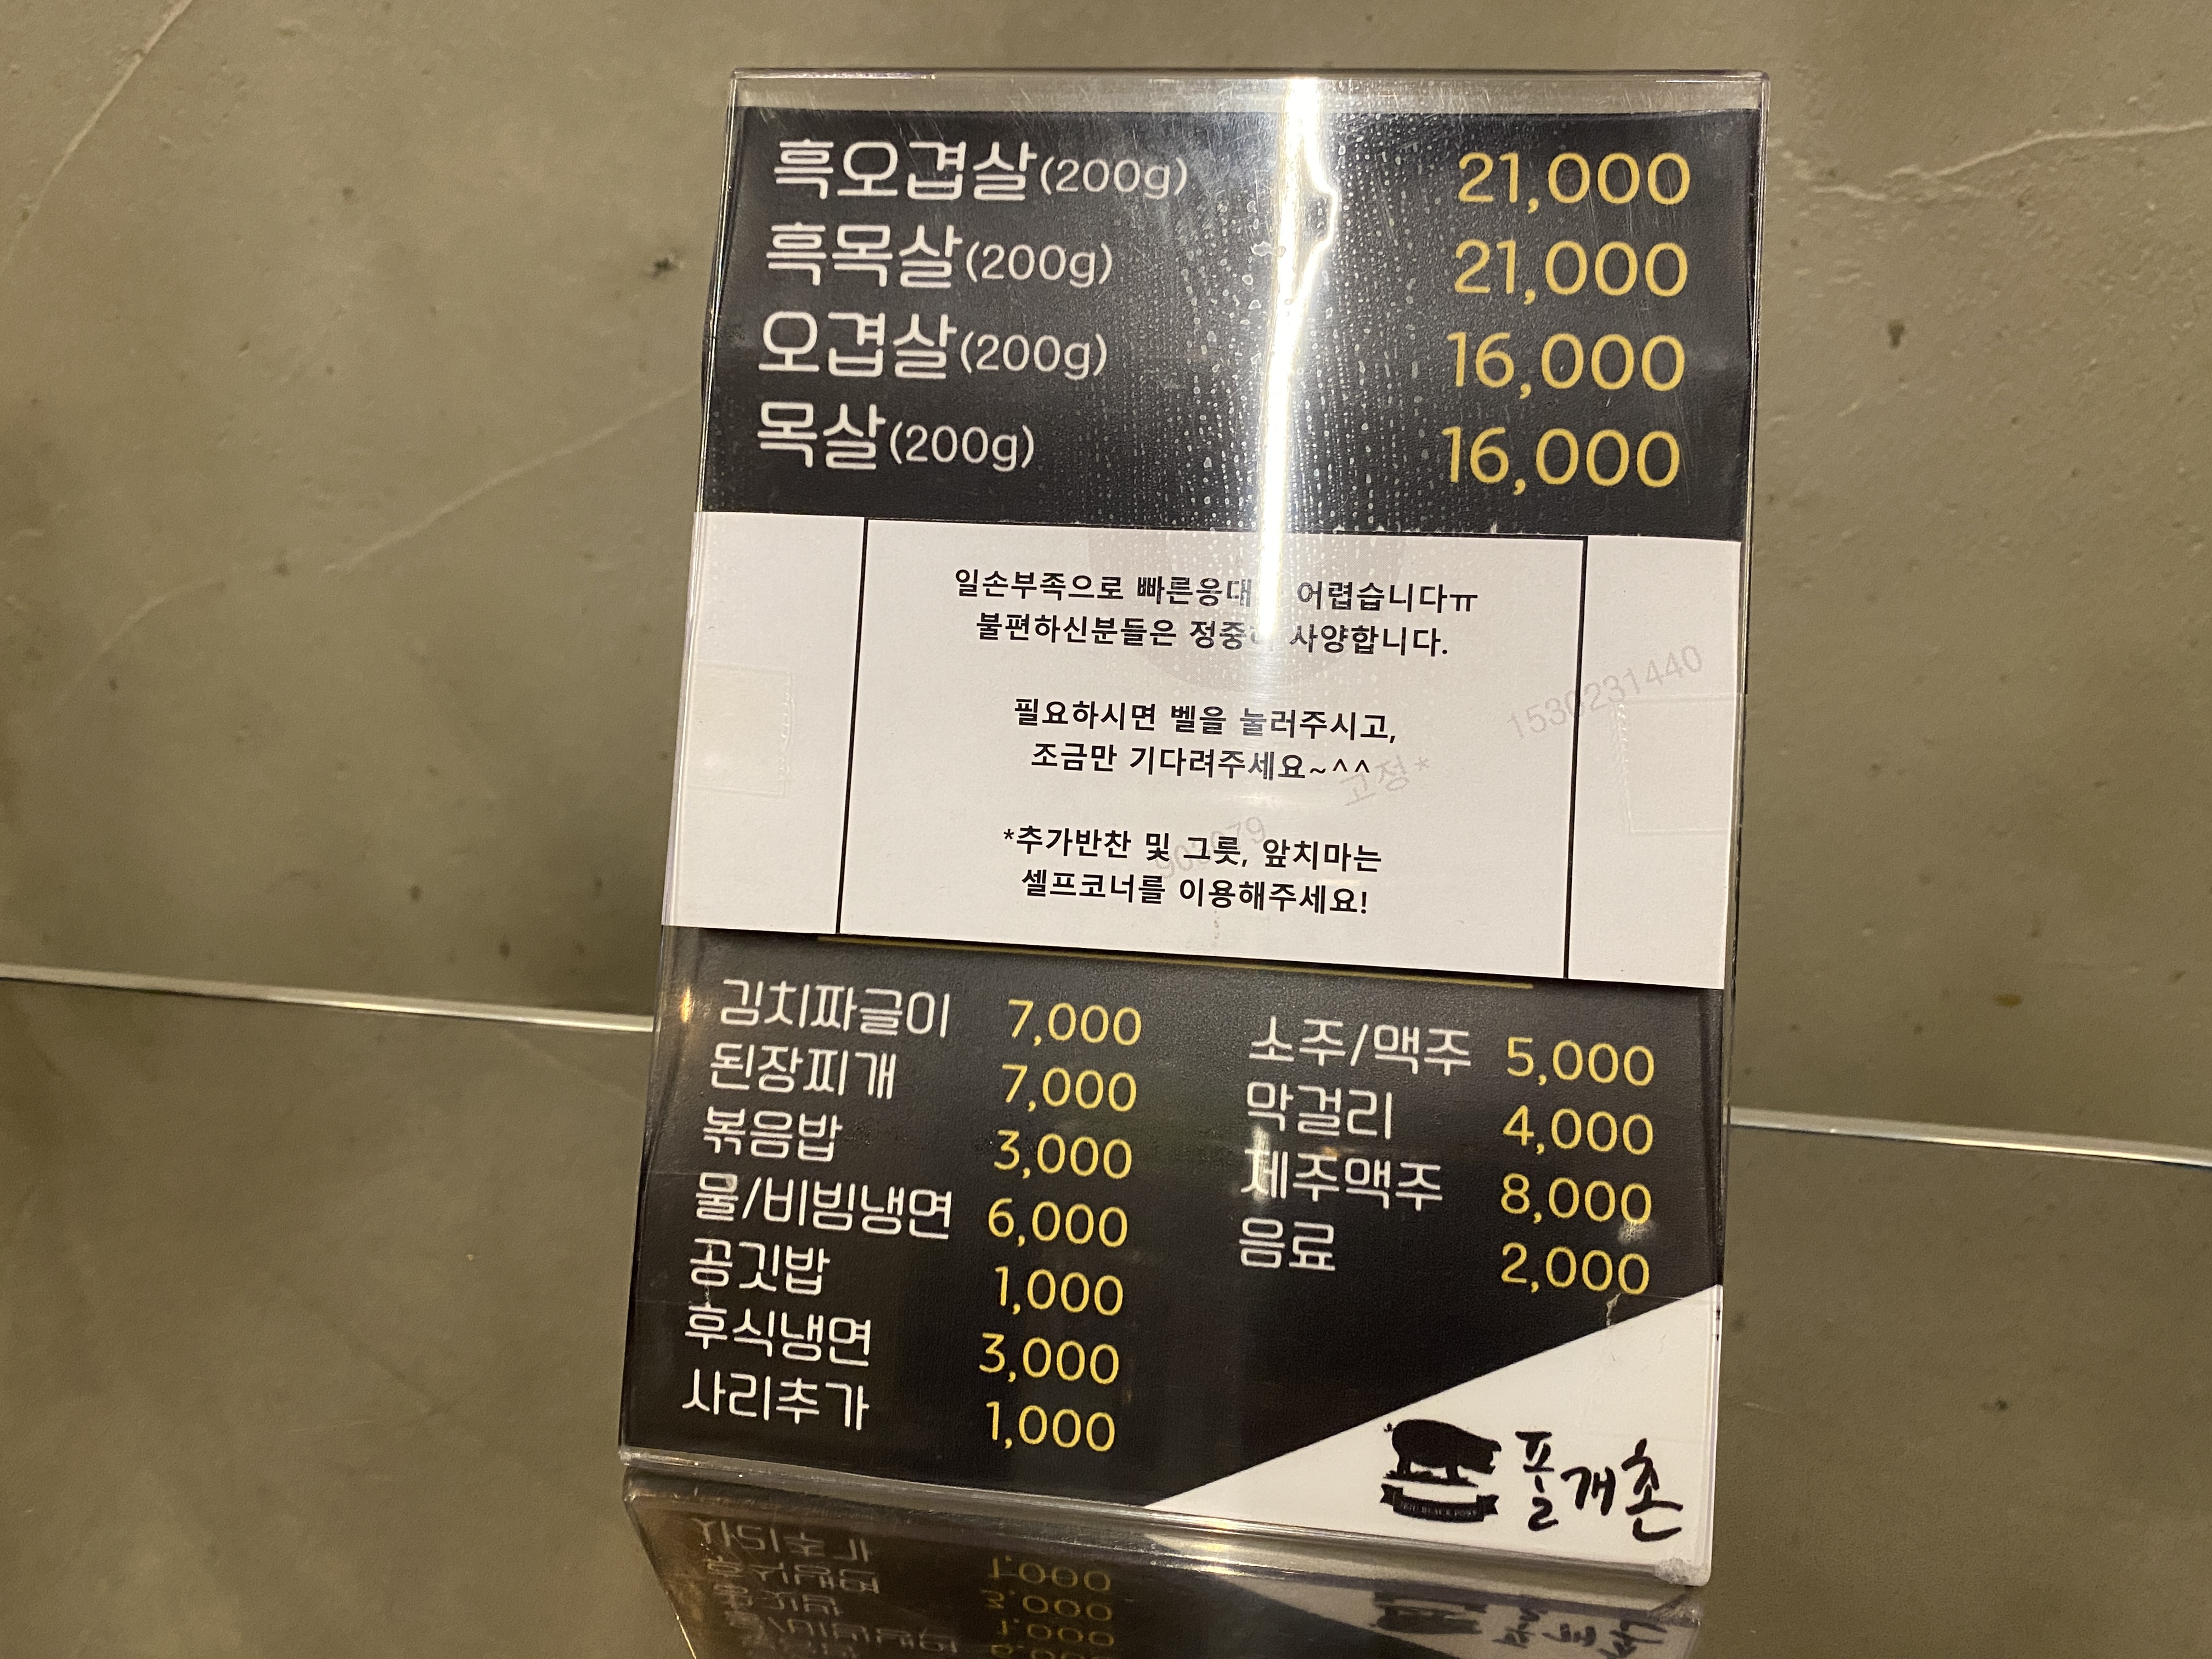 흑오겹살(200g) 21,000
흑목살(200g) 21,000
오겹살(200g) 16,000
목살(200g) 16,000
일손부족으로 빠른응대 어렵습니다ㅠ
불편하신분들은 정중히 사양합니다.
필요하시면 벨을 눌러주시고,
조금만 기다려주세요~^^
고정*
1530231440
*추가반찬 및 그릇, 앞치마는
셀프코너를 이용해주세요!
김치짜글이 7,000
된장찌개 7,000
볶음밥 3,000
물/비빔냉면 6,000
공깃밥 1,000
후식냉면 3,000
사리추가 1,000
소주/맥주 5,000
막걸리 4,000
제주맥주 8,000
음료 2,000
풀개촌